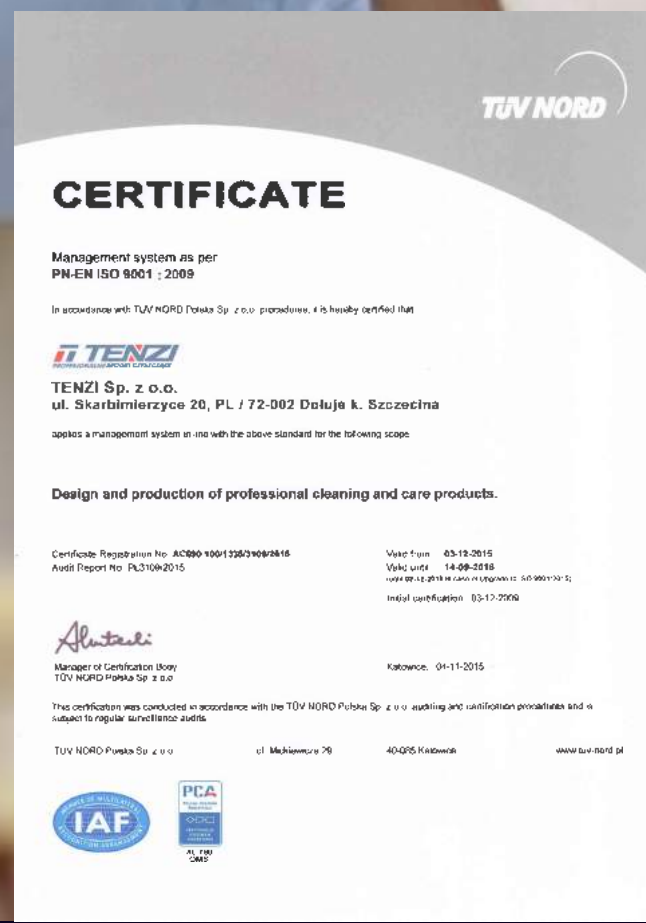 TÜV NORD
CERTIFICATE
Management system as per
PN-EN ISO 9001 : 2009
In accordance with TÜV NORD Polska Sp. z o.o. procedures, it is hereby certified that
TENZI
TENZI Sp. z o.o.
ul. Skarbimierzyce 20, PL / 72-002 Dołuje k. Szczecina
applies a management system in line with the above standard for the following scope
Design and production of professional cleaning and care products.
Certificate Registration No.
Audit Report No. PL3109/2015
Valid from 03-12-2015
Valid until
Initial certification 03-12-2009
Manager of Certification Body
TÜV NORD Polska Sp. z o.o.
Katowice, 04-11-2015
This certification was conducted in accordance with the TÜV NORD Polska Sp. z o.o. auditing and certification procedures and is
subject to regular surveillance audits.
TÜV NORD Polska Sp. z o.o. ul. Mickiewicza 29 40-085 Katowice www.tuv-nord.pl
IAF
PCA
QMS